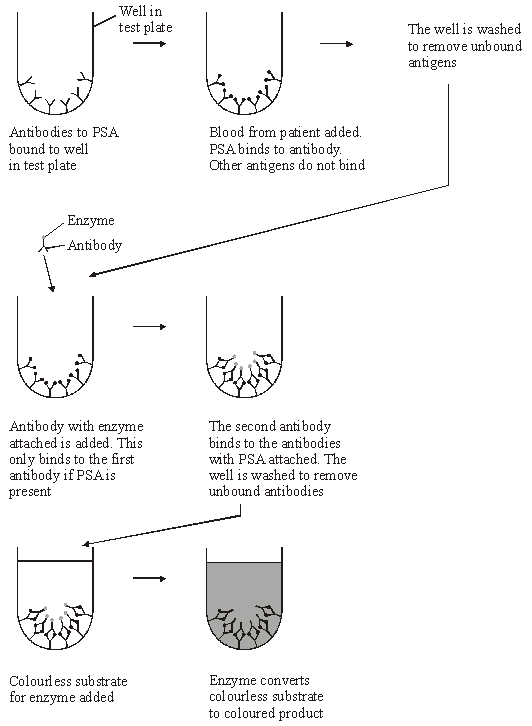 Well in
test plate
The well is washed
to remove unbound
antigens
Antibodies to PSA
bound to well
in test plate
Blood from patient added.
PSA binds to antibody.
Other antigens do not bind
Enzyme
Antibody
Antibody with enzyme
attached is added. This
only binds to the first
antibody if PSA is
present
The second antibody
binds to the antibodies
with PSA attached. The
well is washed to remove
unbound antibodies
Colourless substrate
for enzyme added
Enzyme converts
colourless substrate
to coloured product